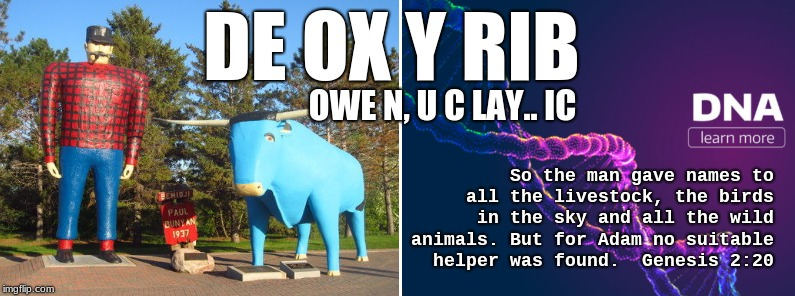 DE OX Y RIB
OWE N, U C LAY.. IC
DNA
learn more
So the man gave names to
all the livestock, the birds
in the sky and all the wild
animals. But for Adam no suitable
helper was found.  Genesis 2:20
BEMIDJI
PAUL
BUNYAN
1937
imgflip.com